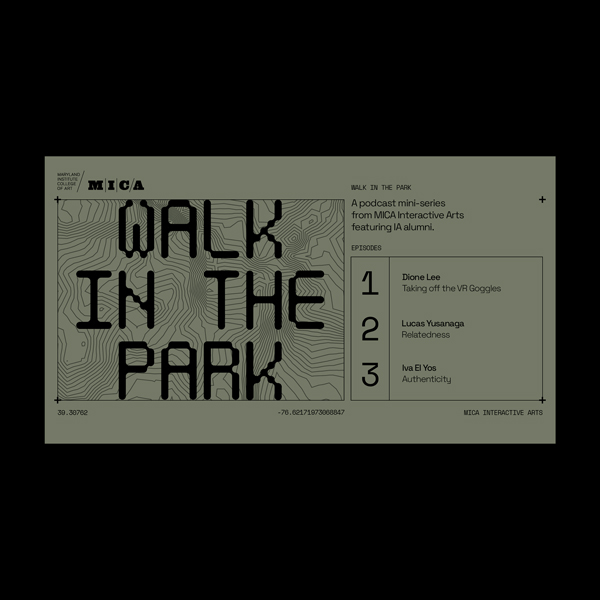 MARYLAND
INSTITUTE
COLLEGE
OF ART
MICA
WALK
IN THE
PARK
39.30762
-76.62171973068847
WALK IN THE PARK
A podcast mini-series
from MICA Interactive Arts
featuring IA alumni.
EPISODES
1
Dione Lee
Taking off the VR Goggles
2
Lucas Yusanaga
Relatedness
3
Iva El Yos
Authenticity
MICA INTERACTIVE ARTS